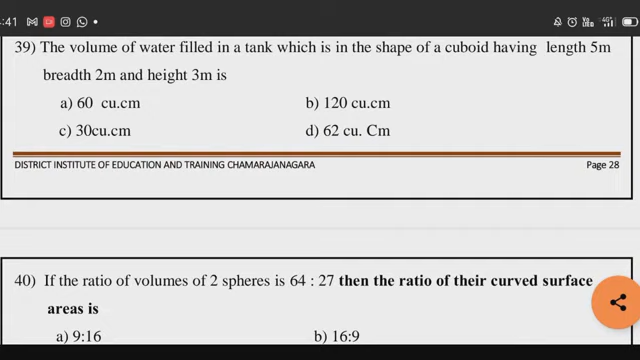 :41
39) The volume of water filled in a tank which is in the shape of a cuboid having length 5m
breadth 2m and height 3m is
a) 60 cu.cm
b) 120 cu.cm
c) 30cu.cm
d) 62 cu. Cm
DISTRICT INSTITUTE OF EDUCATION AND TRAINING CHAMARAJANAGARA
Page 28
40) If the ratio of volumes of 2 spheres is 64 : 27 then the ratio of their curved surface
areas is
a) 9:16
b) 16:9